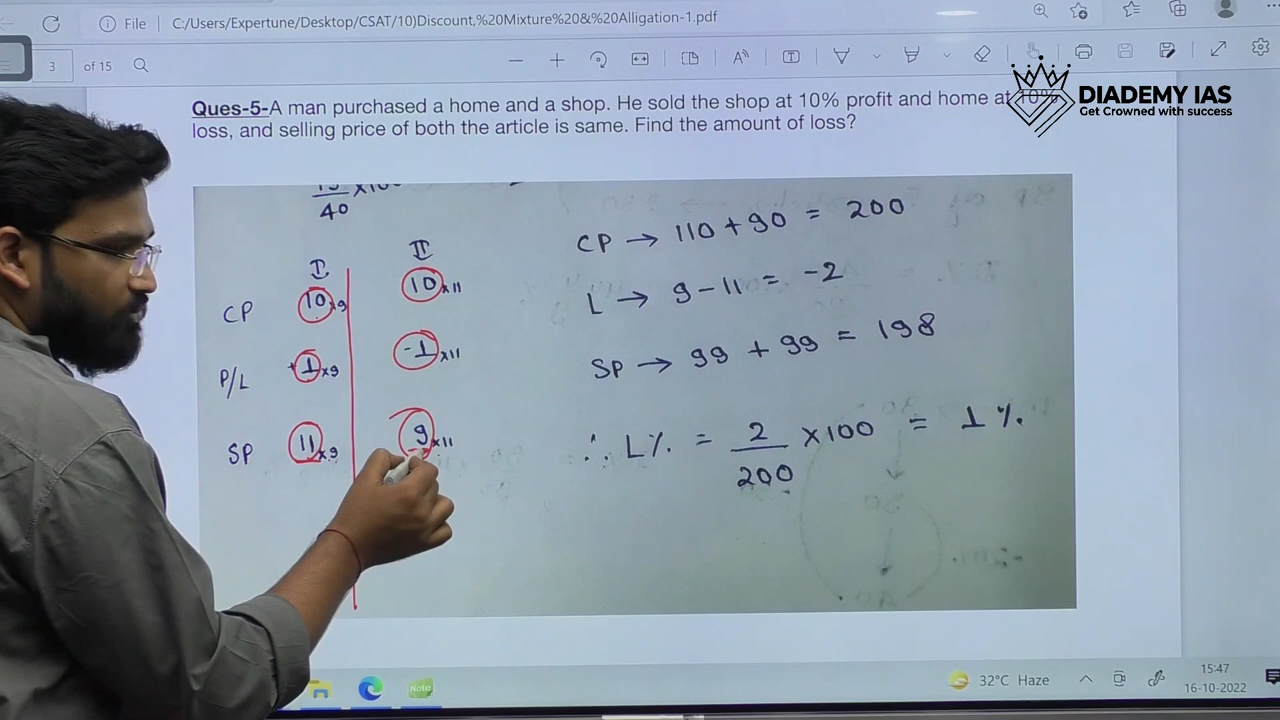 File C:/Users/Expertune/Desktop/CSAT/10)Discount,%20Mixture%20&%20Alligation-1.pdf
3 of 15
DIADEMY IAS
Get Crowned with success
Ques-5-A man purchased a home and a shop. He sold the shop at 10% profit and home at 10%
loss, and selling price of both the article is same. Find the amount of loss?
40
I II
CP 10×9 10×11
P/L +1×9 -1×11
SP 11×9 9×11
CP → 110 + 90 = 200
L → 9 - 11 = -2
SP → 99 + 99 = 198
∴ L% = 2/200 ×100 = 1%.
Note
32°C Haze
15:47
16-10-2022